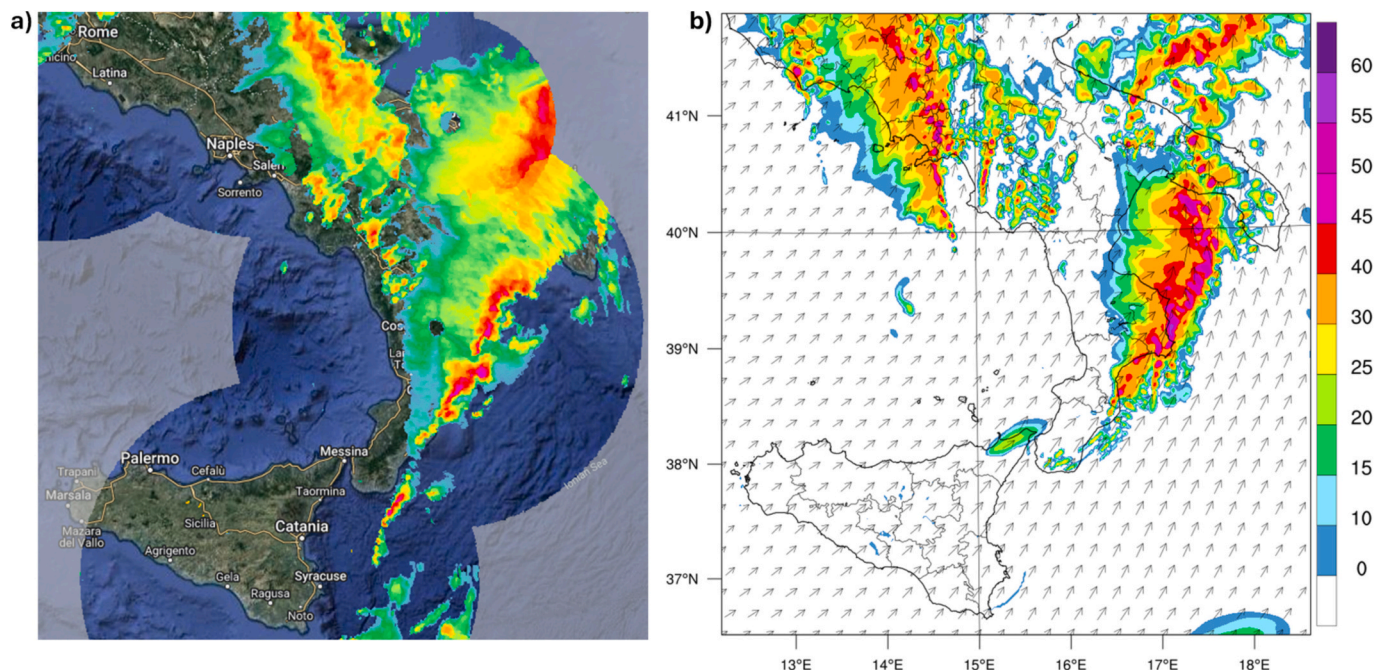 a)
Rome
Latina
Naples
Saler
Sorrento
Cos
La
Messina
Palermo
Cefalù
Trapani
Marsala
Taormina
Sicilia
Catania
Mazara
del Vallo
Agrigento
Gela
Syracuse
Ragusa
Noto
Ionian Sea
b)
41°N
40°N
39°N
38°N
37°N
13°E
14°E
15°E
16°E
17°E
18°E
60
55
50
45
40
30
25
20
15
10
0